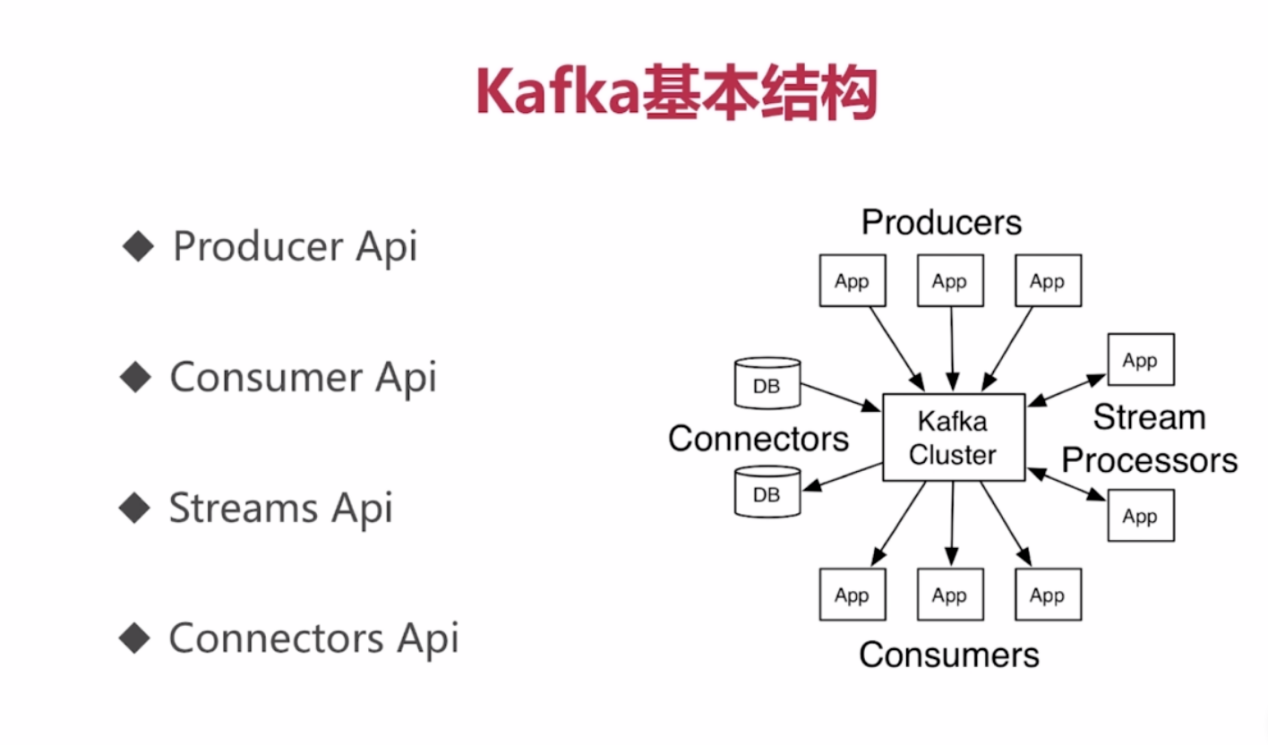 Kafka基本结构
◆ Producer Api
◆ Consumer Api
◆ Streams Api
◆ Connectors Api
Producers
App App App
App
DB
Kafka
Cluster
Stream
Processors
Connectors
DB
App
App App App
Consumers